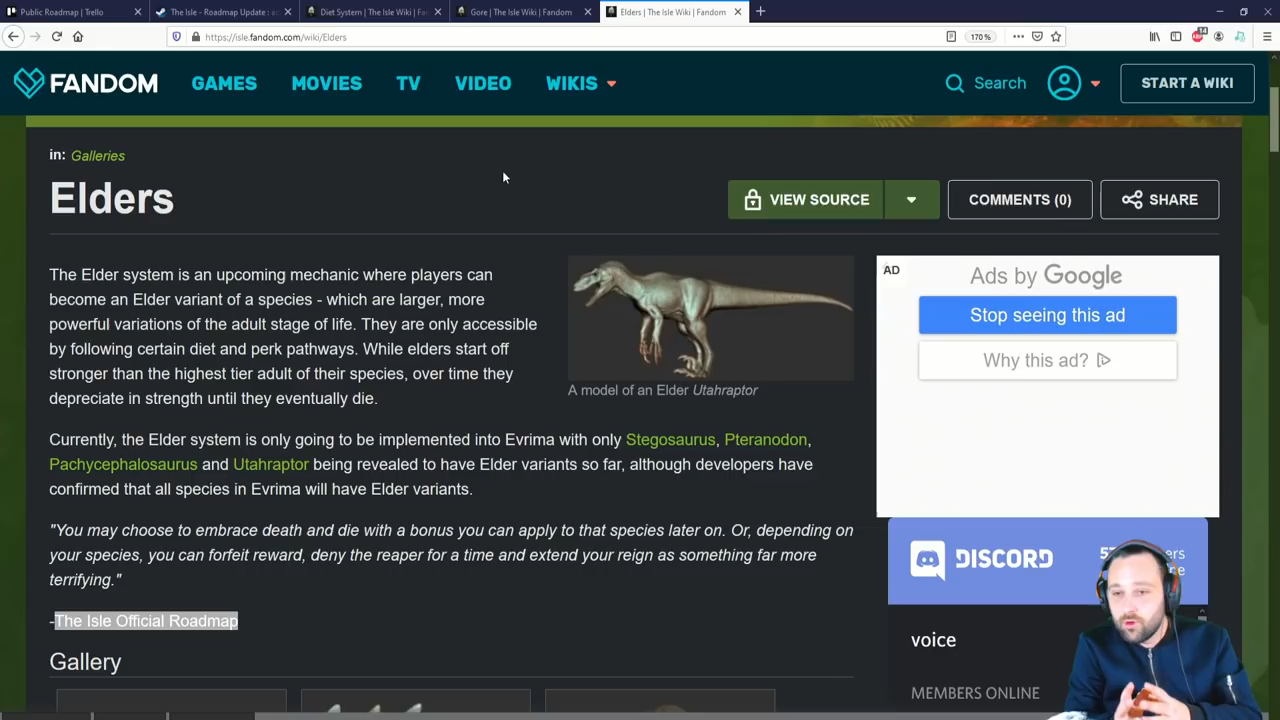 Public Roadmap | Trello
The Isle - Roadmap Update : a
Diet System | The Isle Wiki | Fa
Gore | The Isle Wiki | Fandom
Elders | The Isle Wiki | Fandom
https://isle.fandom.com/wiki/Elders
170%
FANDOM
GAMES
MOVIES
TV
VIDEO
WIKIS
Search
START A WIKI
in: Galleries
Elders
VIEW SOURCE
COMMENTS (0)
SHARE
The Elder system is an upcoming mechanic where players can
become an Elder variant of a species - which are larger, more
powerful variations of the adult stage of life. They are only accessible
by following certain diet and perk pathways. While elders start off
stronger than the highest tier adult of their species, over time they
depreciate in strength until they eventually die.
A model of an Elder Utahraptor
AD
Ads by Google
Stop seeing this ad
Why this ad?
Currently, the Elder system is only going to be implemented into Evrima with only Stegosaurus, Pteranodon,
Pachycephalosaurus and Utahraptor being revealed to have Elder variants so far, although developers have
confirmed that all species in Evrima will have Elder variants.
"You may choose to embrace death and die with a bonus you can apply to that species later on. Or, depending on
your species, you can forfeit reward, deny the reaper for a time and extend your reign as something far more
terrifying."
-The Isle Official Roadmap
Gallery
DISCORD
voice
MEMBERS ONLINE